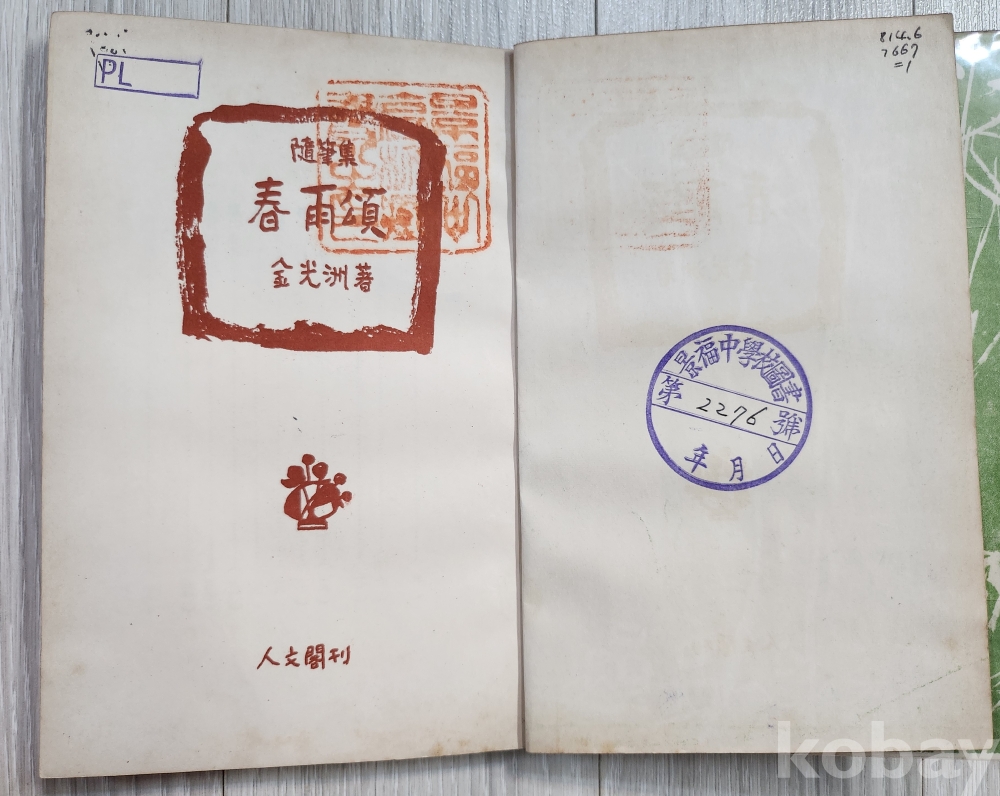 PL
隨筆集
春雨頌
金光洲著
人文閣刊
814.6
7667
=1
景福中學校圖書
第 2276 號
年 月 日
kobay